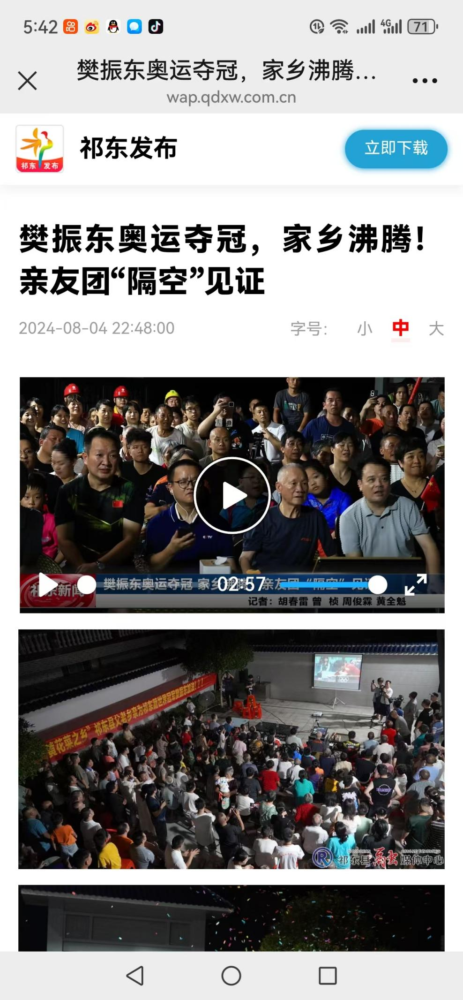 5:42
4G
71
樊振东奥运夺冠，家乡沸腾...
wap.qdxw.com.cn
祁东发布
祁东 发布
立即下载
樊振东奥运夺冠，家乡沸腾！
亲友团“隔空”见证
2024-08-04 22:48:00
字号： 小 中 大
祁东新闻
樊振东奥运夺冠 家乡 亲友团“隔空”见
02:57
记者：胡春雷 曾 桢 周俊霖 黄全魁
黄花菜之乡”祁东县父老乡亲为祁东籍世界冠军樊振东加油！！！
祁东县融媒体中心